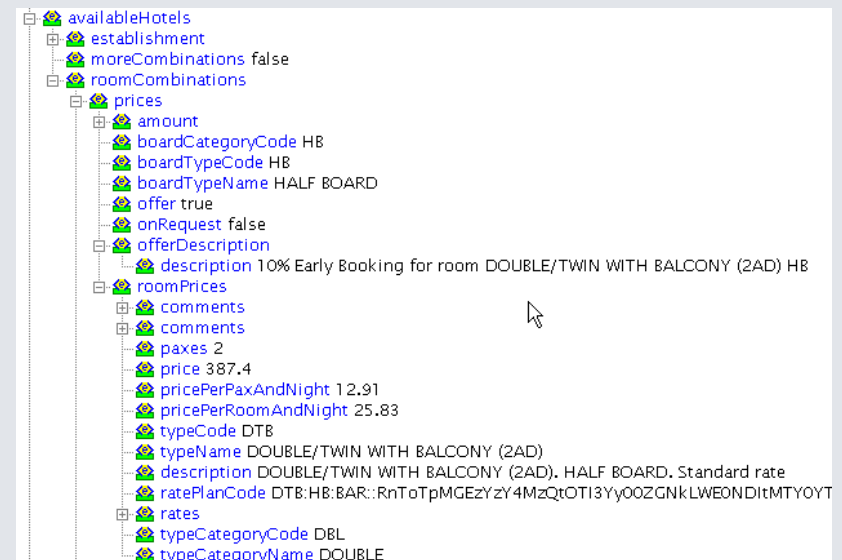 availableHotels
establishment
moreCombinations false
roomCombinations
prices
amount
boardCategoryCode HB
boardTypeCode HB
boardTypeName HALF BOARD
offer true
onRequest false
offerDescription
description 10% Early Booking for room DOUBLE/TWIN WITH BALCONY (2AD) HB
roomPrices
comments
comments
paxes 2
price 387.4
pricePerPaxAndNight 12.91
pricePerRoomAndNight 25.83
typeCode DTB
typeName DOUBLE/TWIN WITH BALCONY (2AD)
description DOUBLE/TWIN WITH BALCONY (2AD). HALF BOARD. Standard rate
ratePlanCode DTB:HB:BAR::RnToTpMGEzYzY4MzQtOTI3Yy00ZGNkLWE0NDItMTY0YT
rates
typeCategoryCode DBL
typeCategoryName DOUBLE